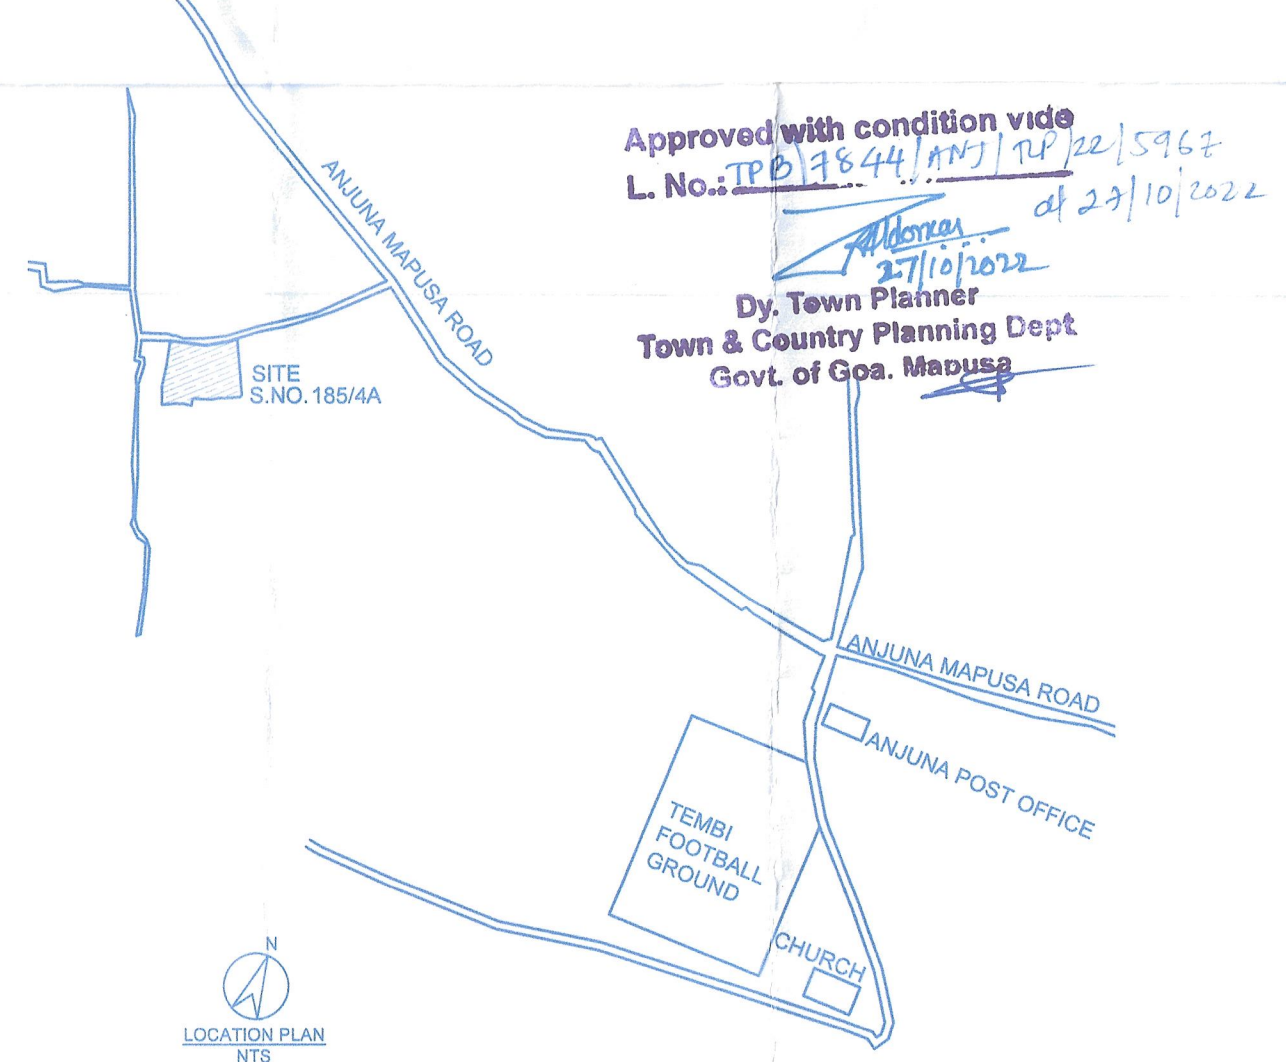 Approved with condition vide
L. No.: TPB/7844/ANJ/TCP/22/5967
dt 27/10/2022
27/10/2022
Dy. Town Planner
Town & Country Planning Dept
Govt. of Goa. Mapusa
ANJUNA MAPUSA ROAD
SITE
S.NO. 185/4A
ANJUNA MAPUSA ROAD
ANJUNA POST OFFICE
TEMBI
FOOTBALL
GROUND
CHURCH
N
LOCATION PLAN
NTS